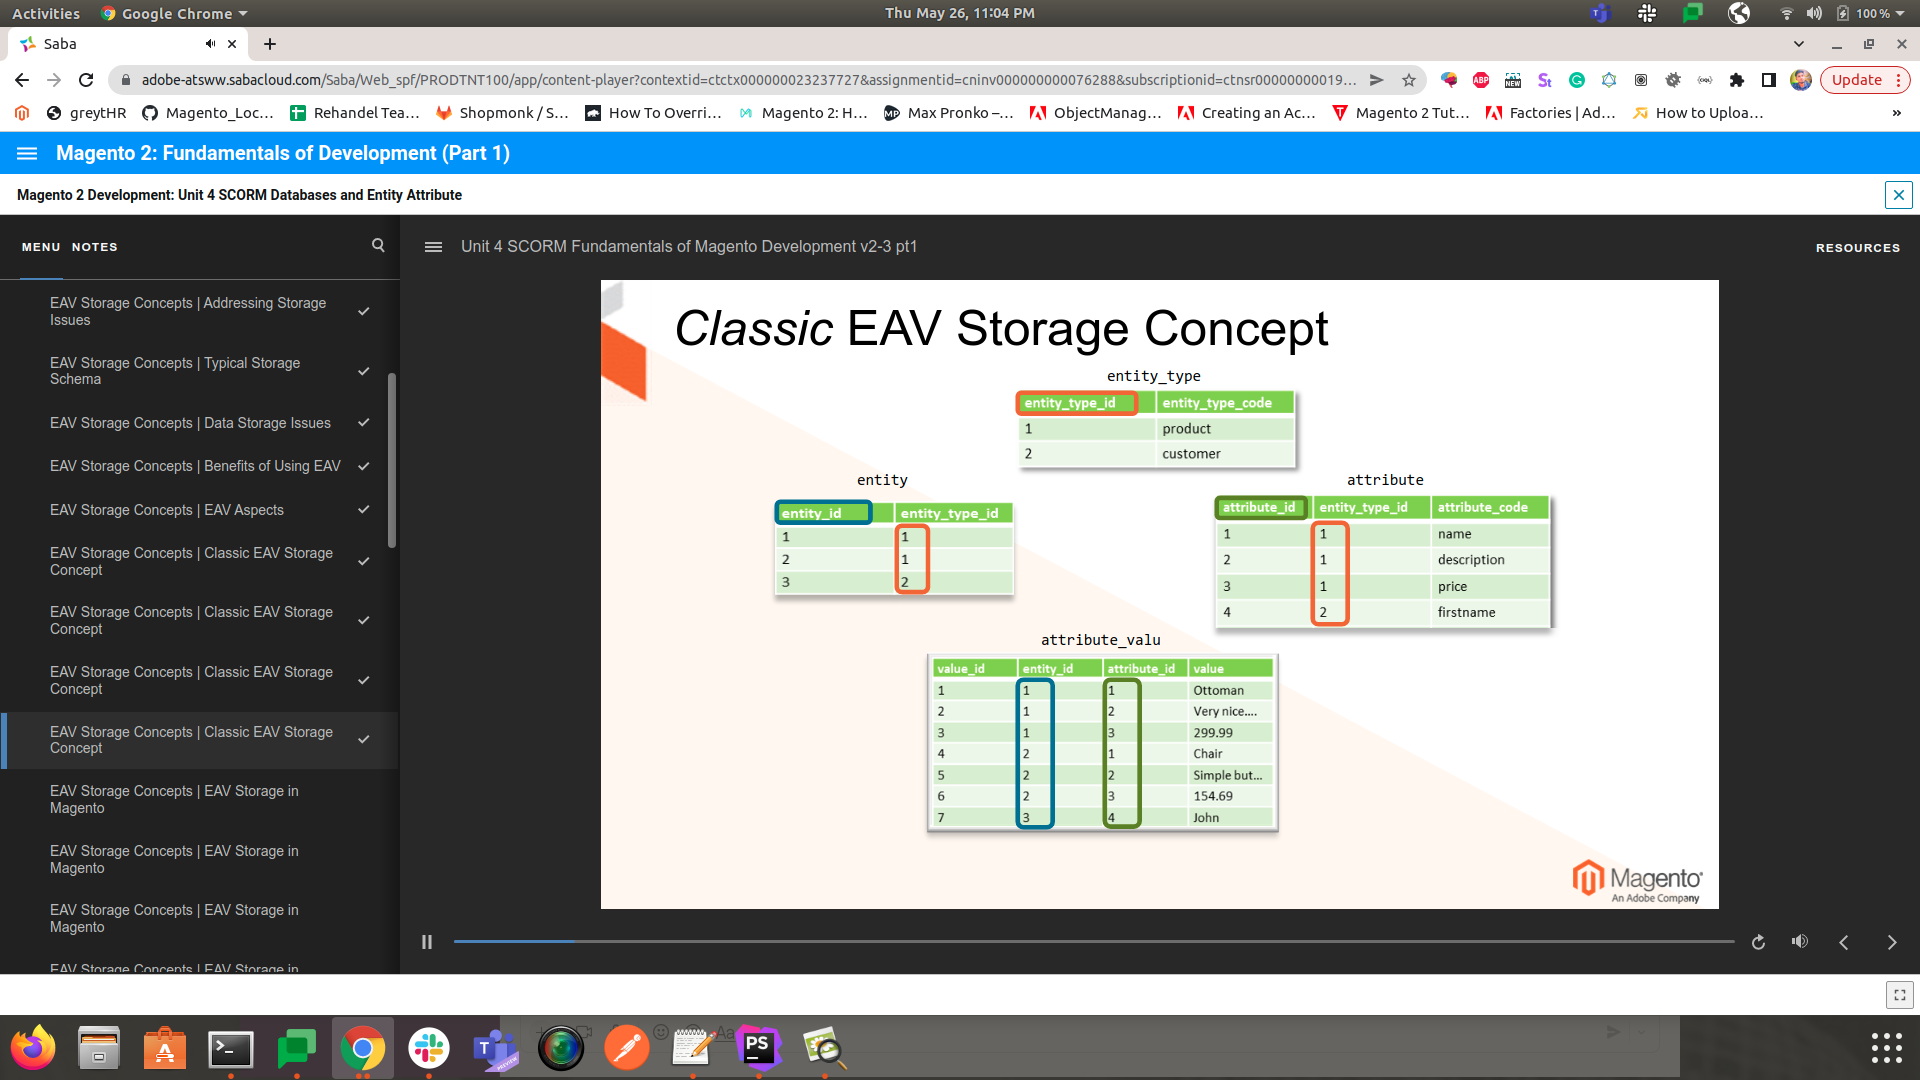 Activities Google Chrome Thu May 26, 11:04 PM 100 %
Saba
adobe-atsww.sabacloud.com/Saba/Web_spf/PRODTNT100/app/content-player?contextid=ctctx000000023237727&assignmentid=cninv000000000076288&subscriptionid=ctnsr00000000019... ABP NEW St Update
greyTHR Magento_Loc... Rehandel Tea... Shopmonk / S... How To Overri... Magento 2: H... Max Pronko –... ObjectManag... Creating an Ac... Magento 2 Tut... Factories | Ad... How to Uploa... »
Magento 2: Fundamentals of Development (Part 1)
Magento 2 Development: Unit 4 SCORM Databases and Entity Attribute
MENU NOTES
Unit 4 SCORM Fundamentals of Magento Development v2-3 pt1
RESOURCES
EAV Storage Concepts | Addressing Storage
Issues
EAV Storage Concepts | Typical Storage
Schema
EAV Storage Concepts | Data Storage Issues
EAV Storage Concepts | Benefits of Using EAV
EAV Storage Concepts | EAV Aspects
EAV Storage Concepts | Classic EAV Storage
Concept
EAV Storage Concepts | Classic EAV Storage
Concept
EAV Storage Concepts | Classic EAV Storage
Concept
EAV Storage Concepts | Classic EAV Storage
Concept
EAV Storage Concepts | EAV Storage in
Magento
EAV Storage Concepts | EAV Storage in
Magento
EAV Storage Concepts | EAV Storage in
Magento
EAV Storage Concepts | EAV Storage in
Classic EAV Storage Concept
entity_type
entity_type_id entity_type_code
1 product
2 customer
entity
entity_id entity_type_id
1 1
2 1
3 2
attribute
attribute_id entity_type_id attribute_code
1 1 name
2 1 description
3 1 price
4 2 firstname
attribute_valu
value_id entity_id attribute_id value
1 1 1 Ottoman
2 1 2 Very nice....
3 1 3 299.99
4 2 1 Chair
5 2 2 Simple but...
6 2 3 154.69
7 3 4 John
Magento
An Adobe Company
PS